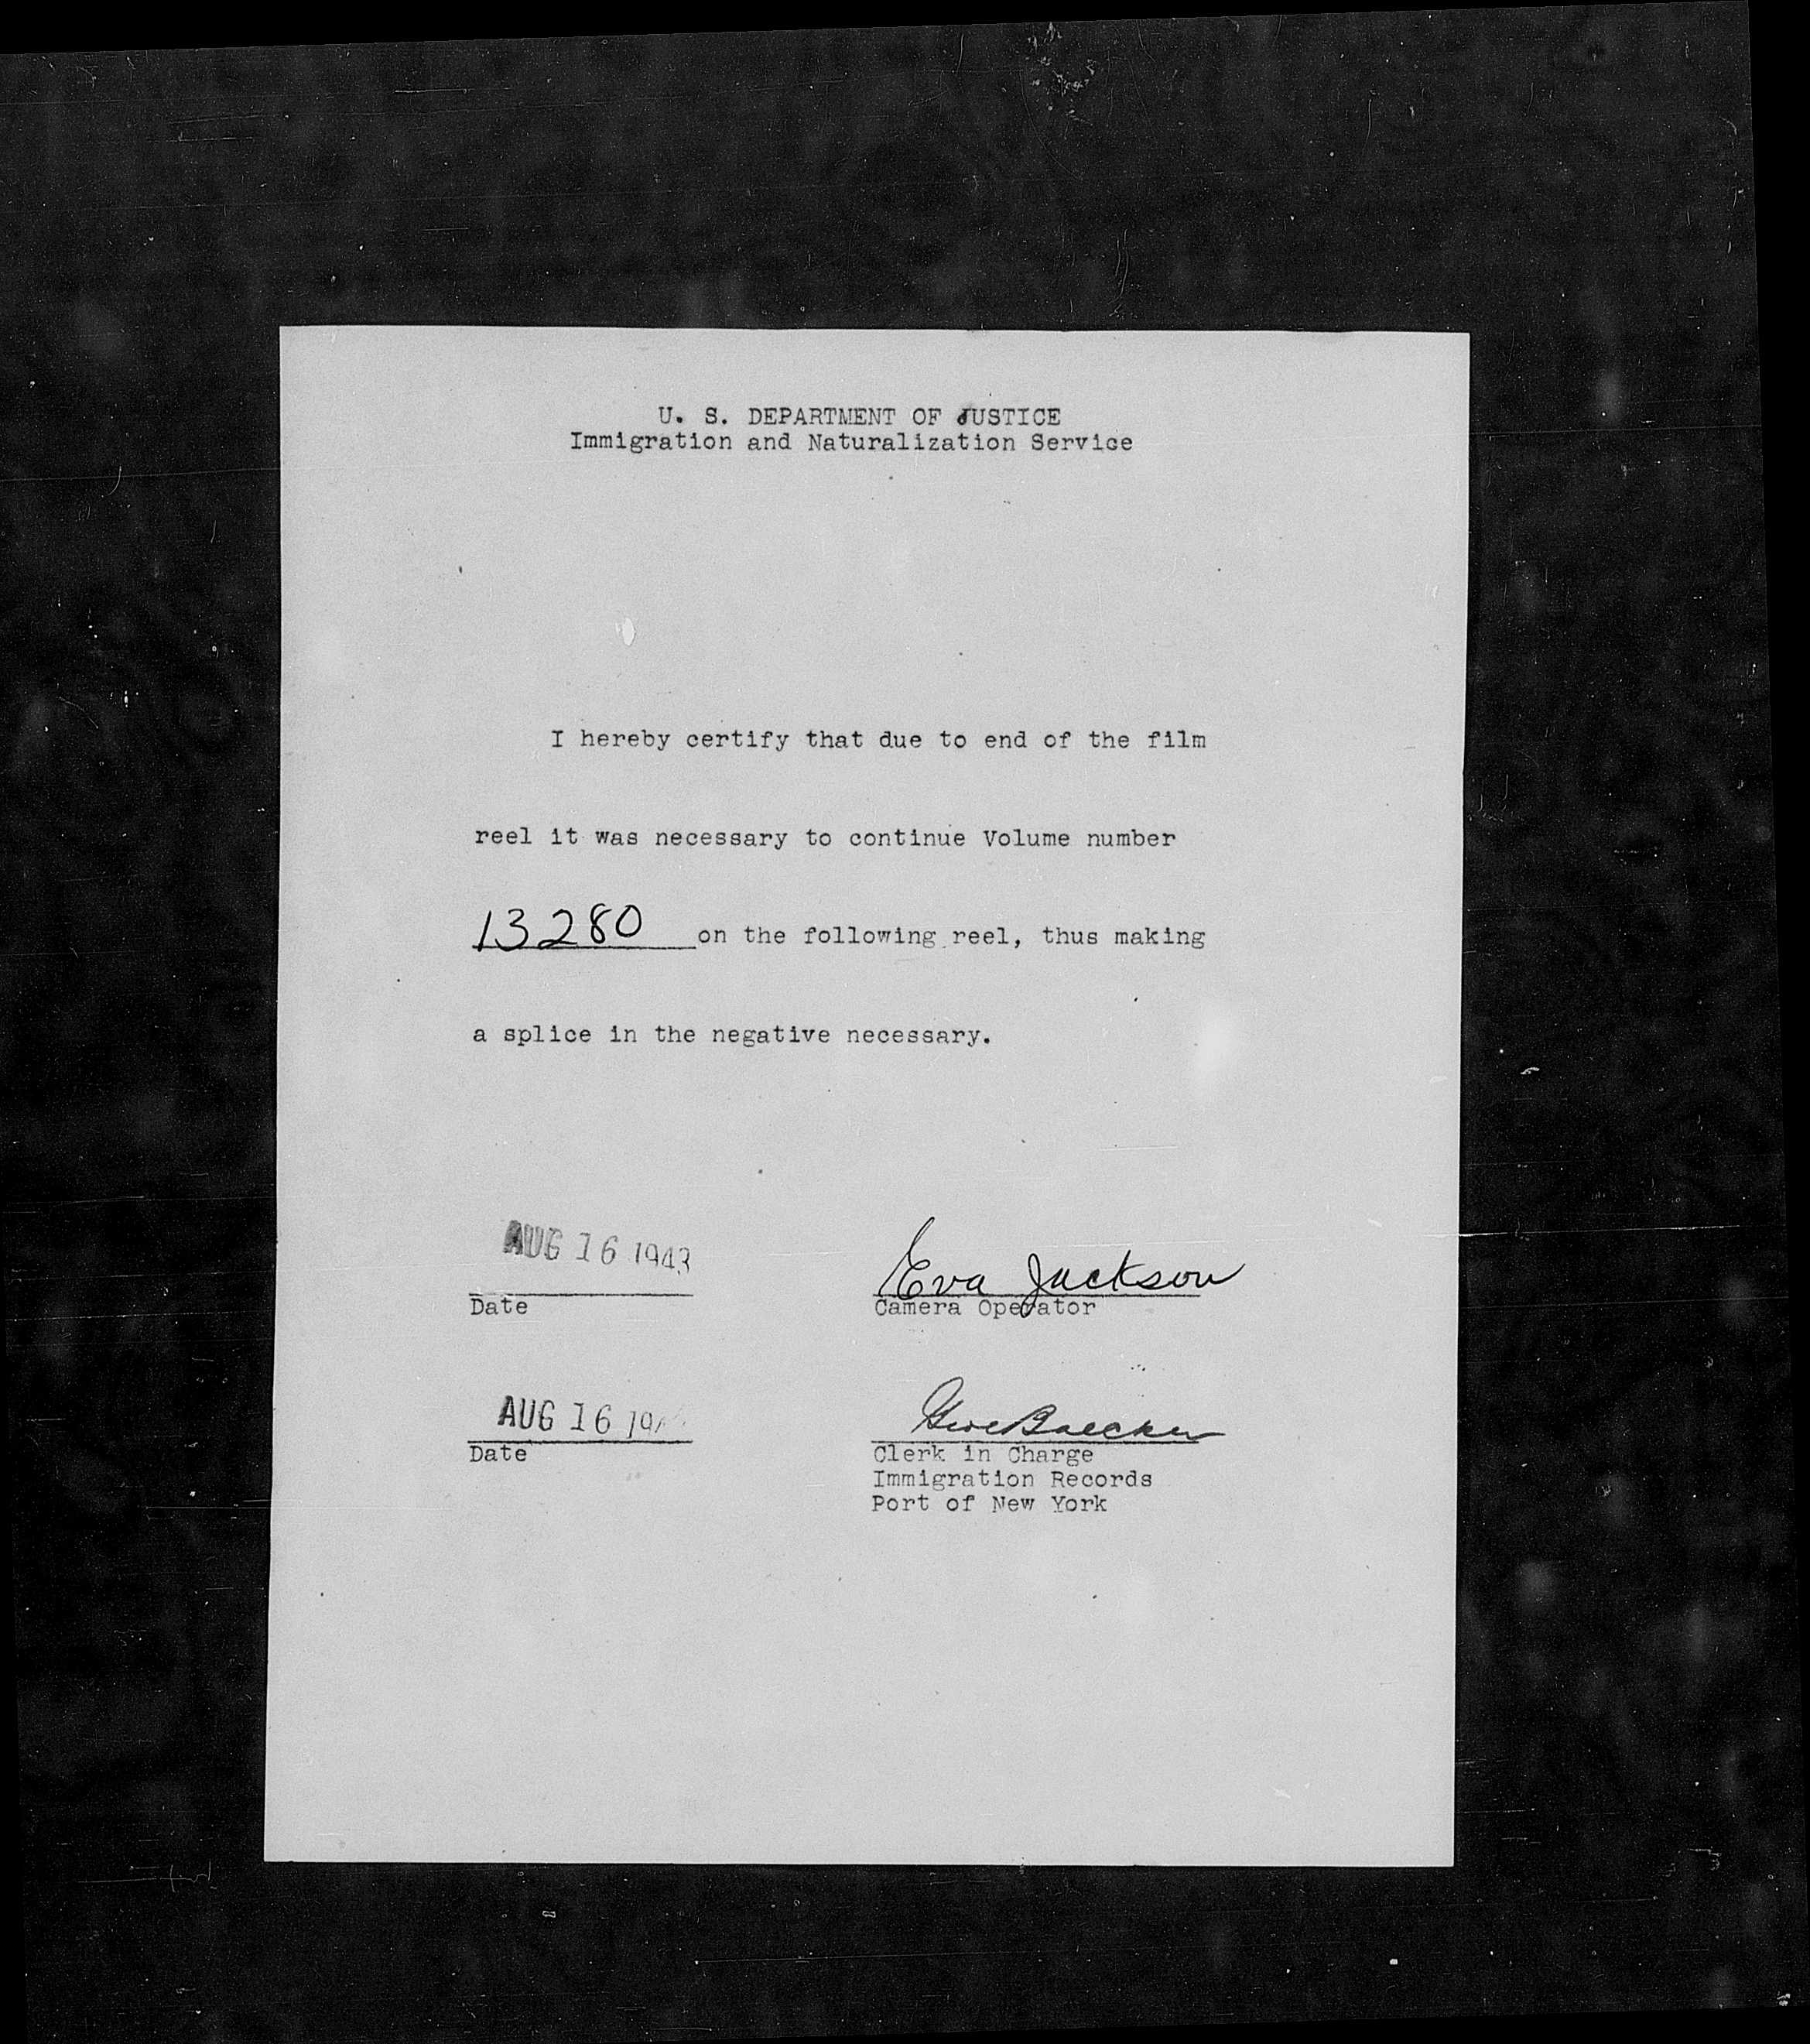 U. S. DEPARTMENT OF JUSTICE
Immigration and Naturalization Service
I hereby certify that due to end of the film
reel it was necessary to continue Volume number
13280 on the following reel, thus making
a splice in the negative necessary.
AUG 16 1943
Eva Jackson
Date
Camera Operator
AUG 16 19
Baecker
Date
Clerk in Charge
Immigration Records
Port of New York